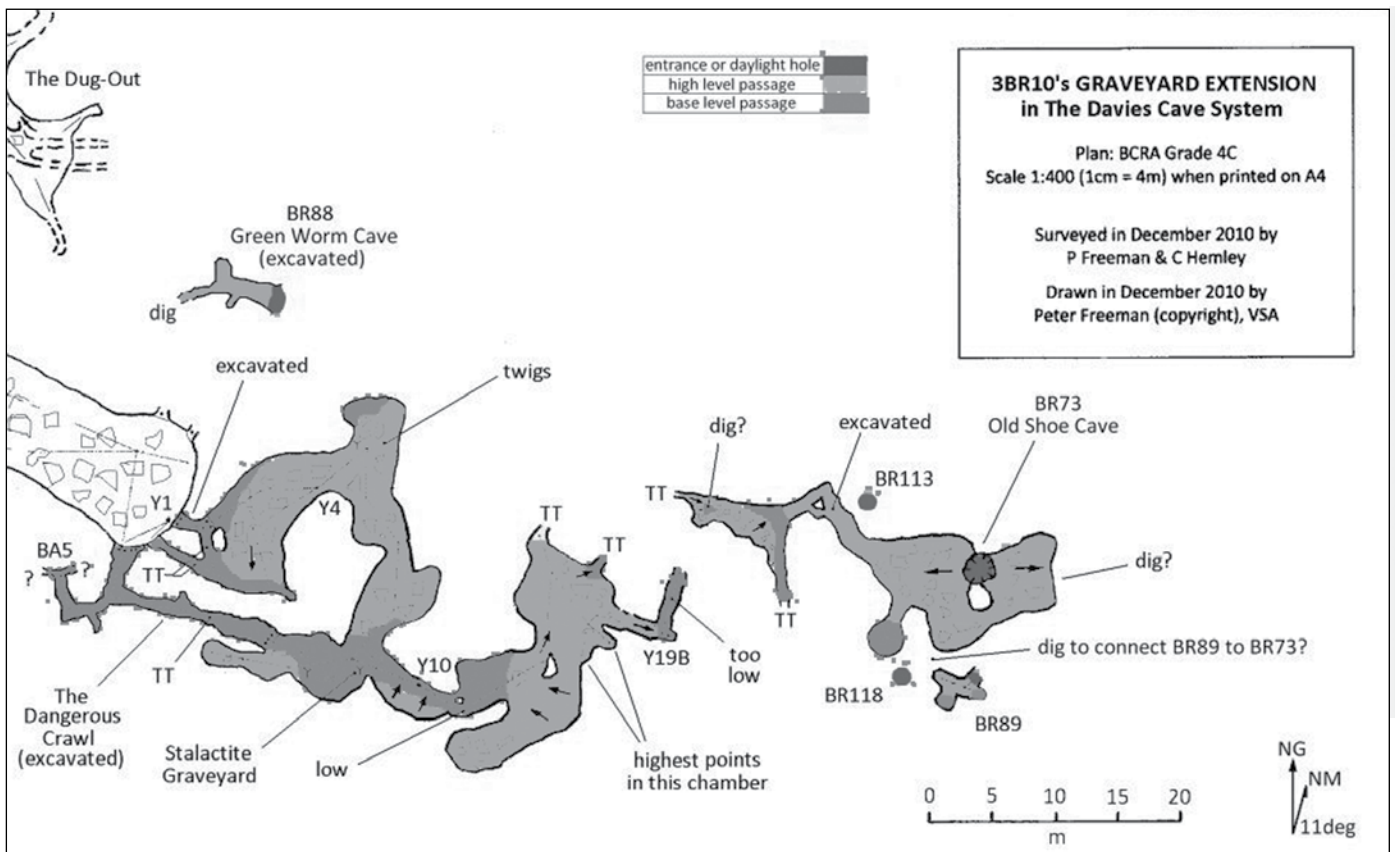 The Dug-Out
entrance or daylight hole
high level passage
base level passage
3BR10's GRAVEYARD EXTENSION
in The Davies Cave System
Plan: BCRA Grade 4C
Scale 1:400 (1cm = 4m) when printed on A4
Surveyed in December 2010 by
P Freeman & C Hemley
Drawn in December 2010 by
Peter Freeman (copyright), VSA
BR88
Green Worm Cave
(excavated)
dig
excavated
twigs
BR73
Old Shoe Cave
dig?
excavated
BR113
TT
Y1
Y4
BA5
?
?
TT
TT
TT
dig?
TT
TT
Y10
Y19B
too
low
dig to connect BR89 to BR73?
BR118
BR89
The
Dangerous
Crawl
(excavated)
Stalactite
Graveyard
low
highest points
in this chamber
0 5 10 15 20
m
NG
NM
11deg